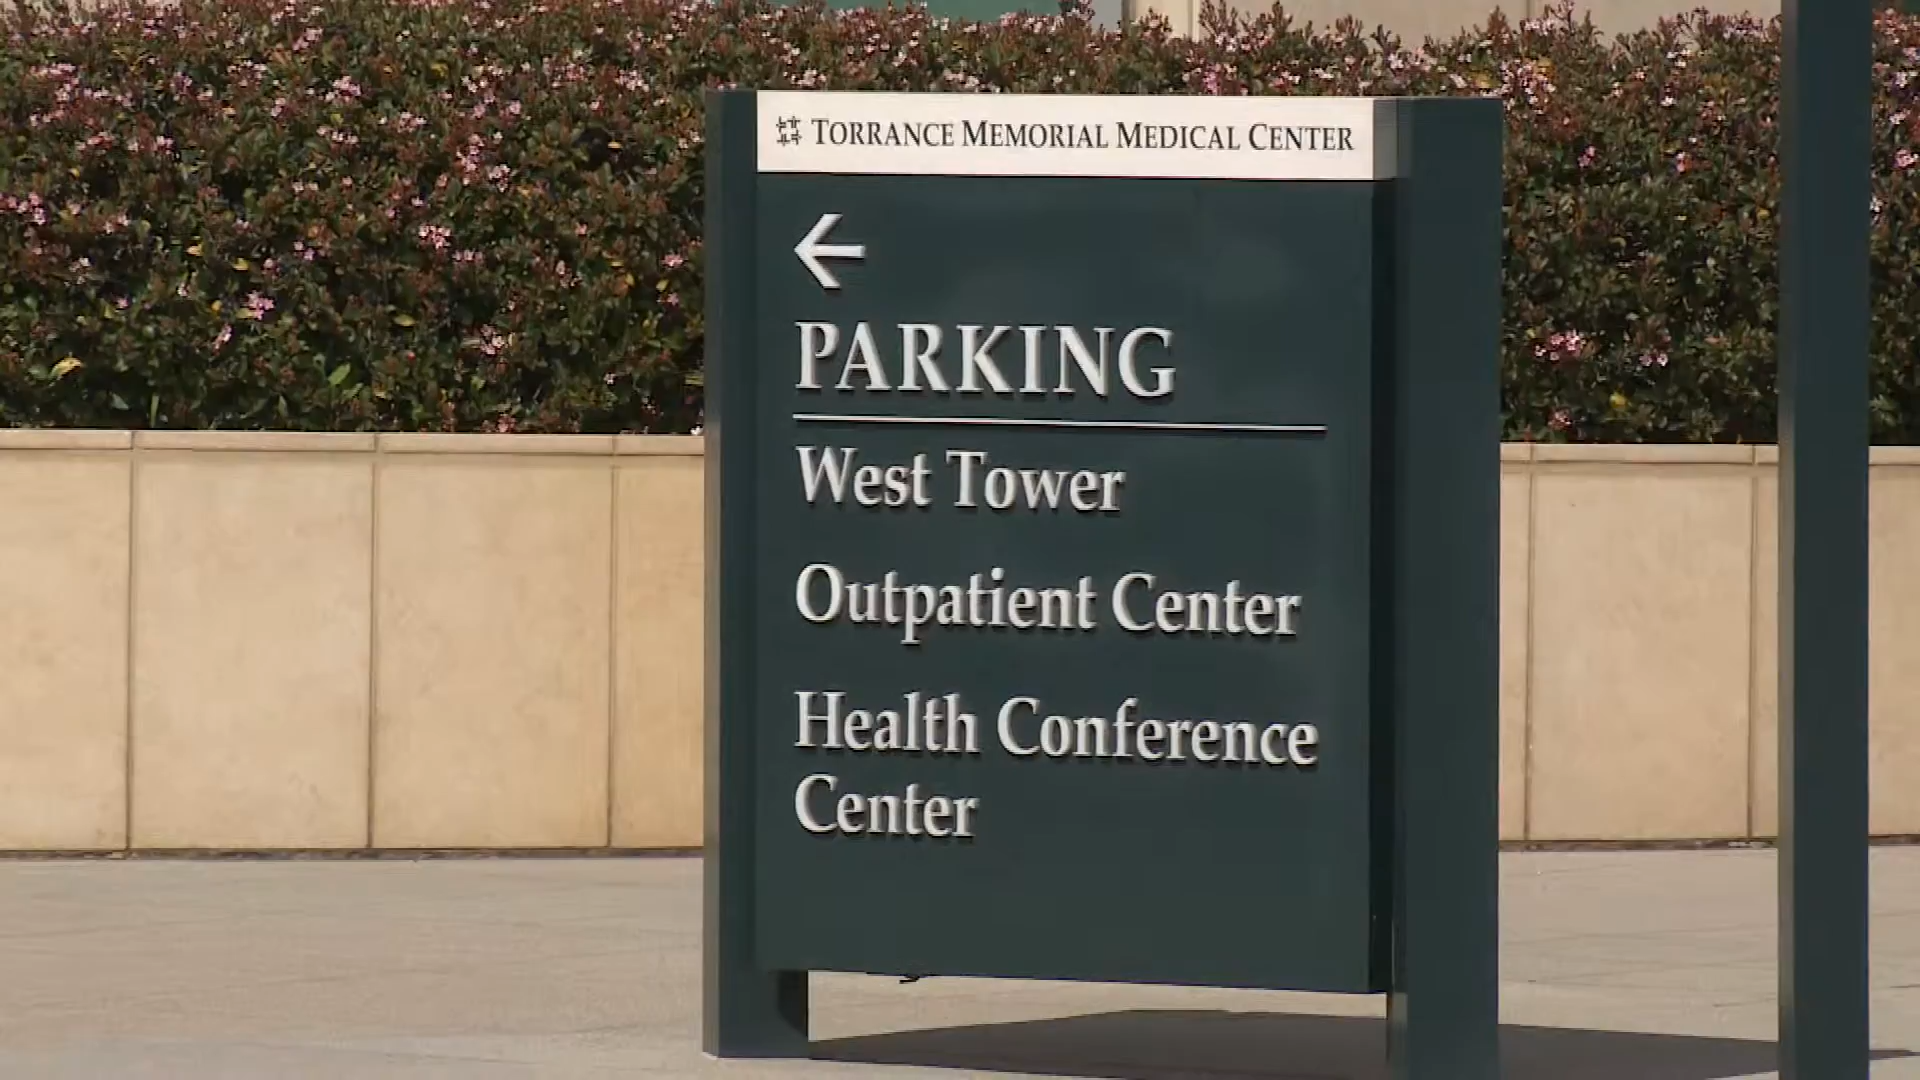 TORRANCE MEMORIAL MEDICAL CENTER
PARKING
West Tower
Outpatient Center
Health Conference
Center